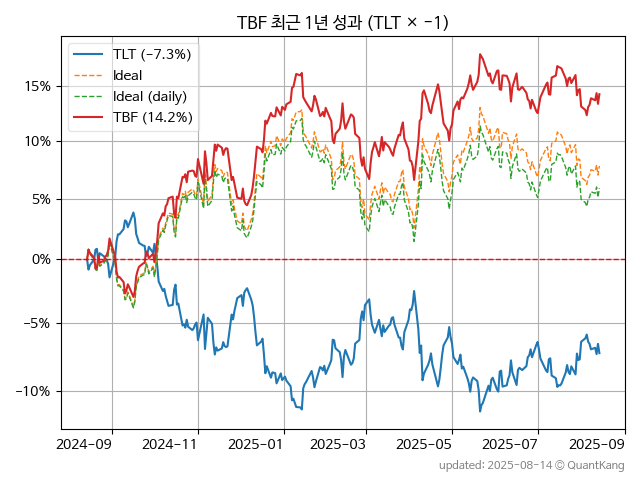 TBF 최근 1년 성과 (TLT × −1)
TLT (−7.3%)
Ideal
Ideal (daily)
TBF (14.2%)
15%
10%
5%
0%
−5%
−10%
2024−09
2024−11
2025−01
2025−03
2025−05
2025−07
2025−09
updated: 2025-08-14 © QuantKang